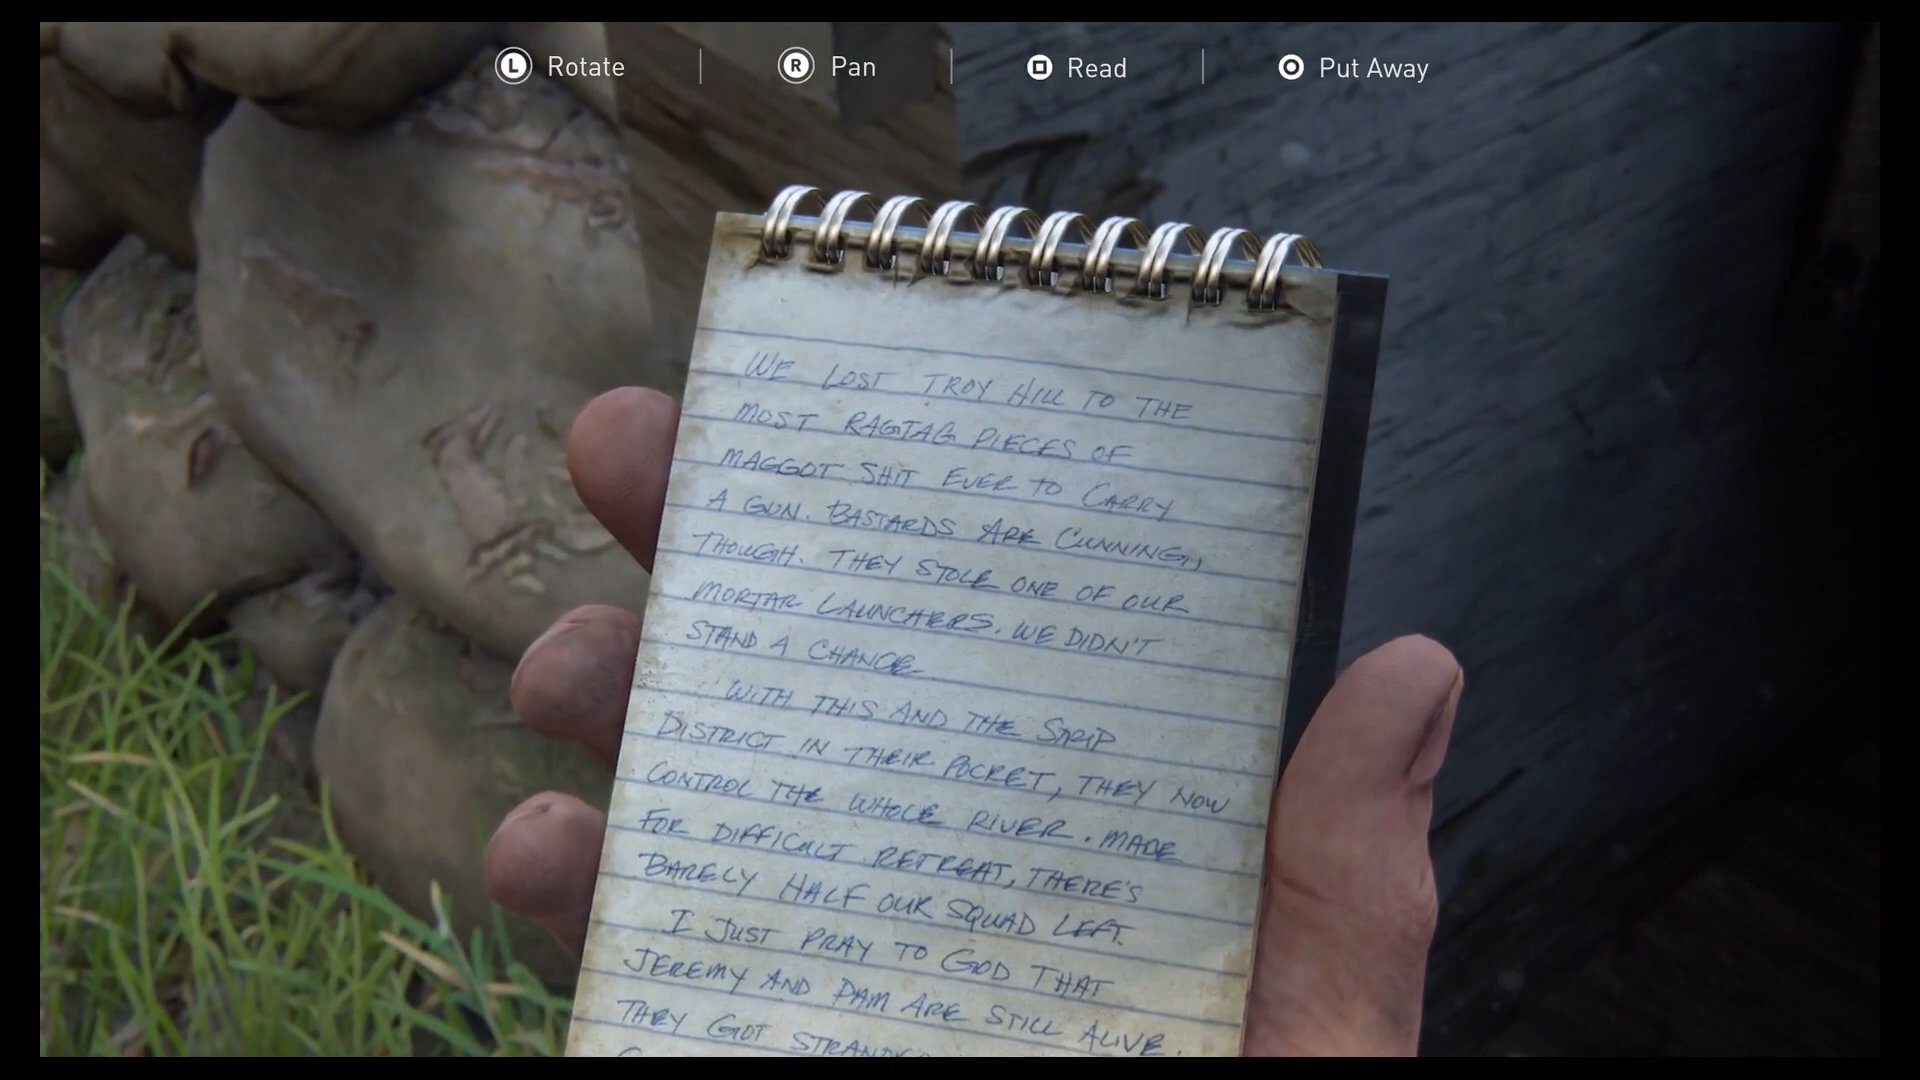 L Rotate
R Pan
Read
Put Away
WE LOST TROY HILL TO THE
MOST RAGTAG PIECES OF
MAGGOT SHIT EVER TO CARRY
A GUN. BASTARDS ARE CUNNING,
THOUGH. THEY STOLE ONE OF OUR
MORTAR LAUNCHERS. WE DIDN'T
STAND A CHANCE
WITH THIS AND THE STRIP
DISTRICT IN THEIR POCKET, THEY NOW
CONTROL THE WHOLE RIVER. MADE
FOR DIFFICULT RETREAT, THERE'S
BARELY HALF OUR SQUAD LEFT.
I JUST PRAY TO GOD THAT
JEREMY AND PAM ARE STILL ALIVE.
THEY GOT